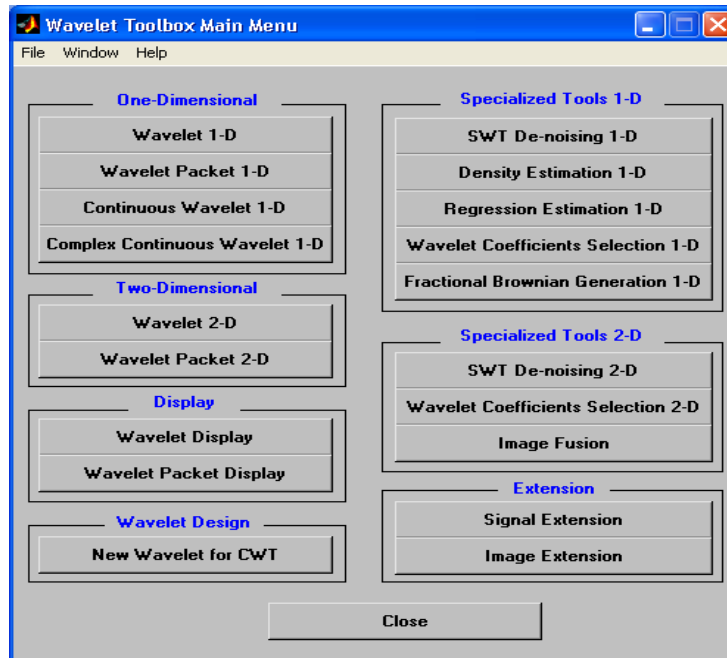 Wavelet Toolbox Main Menu
File Window Help
One-Dimensional
Wavelet 1-D
Wavelet Packet 1-D
Continuous Wavelet 1-D
Complex Continuous Wavelet 1-D
Two-Dimensional
Wavelet 2-D
Wavelet Packet 2-D
Display
Wavelet Display
Wavelet Packet Display
Wavelet Design
New Wavelet for CWT
Specialized Tools 1-D
SWT De-noising 1-D
Density Estimation 1-D
Regression Estimation 1-D
Wavelet Coefficients Selection 1-D
Fractional Brownian Generation 1-D
Specialized Tools 2-D
SWT De-noising 2-D
Wavelet Coefficients Selection 2-D
Image Fusion
Extension
Signal Extension
Image Extension
Close